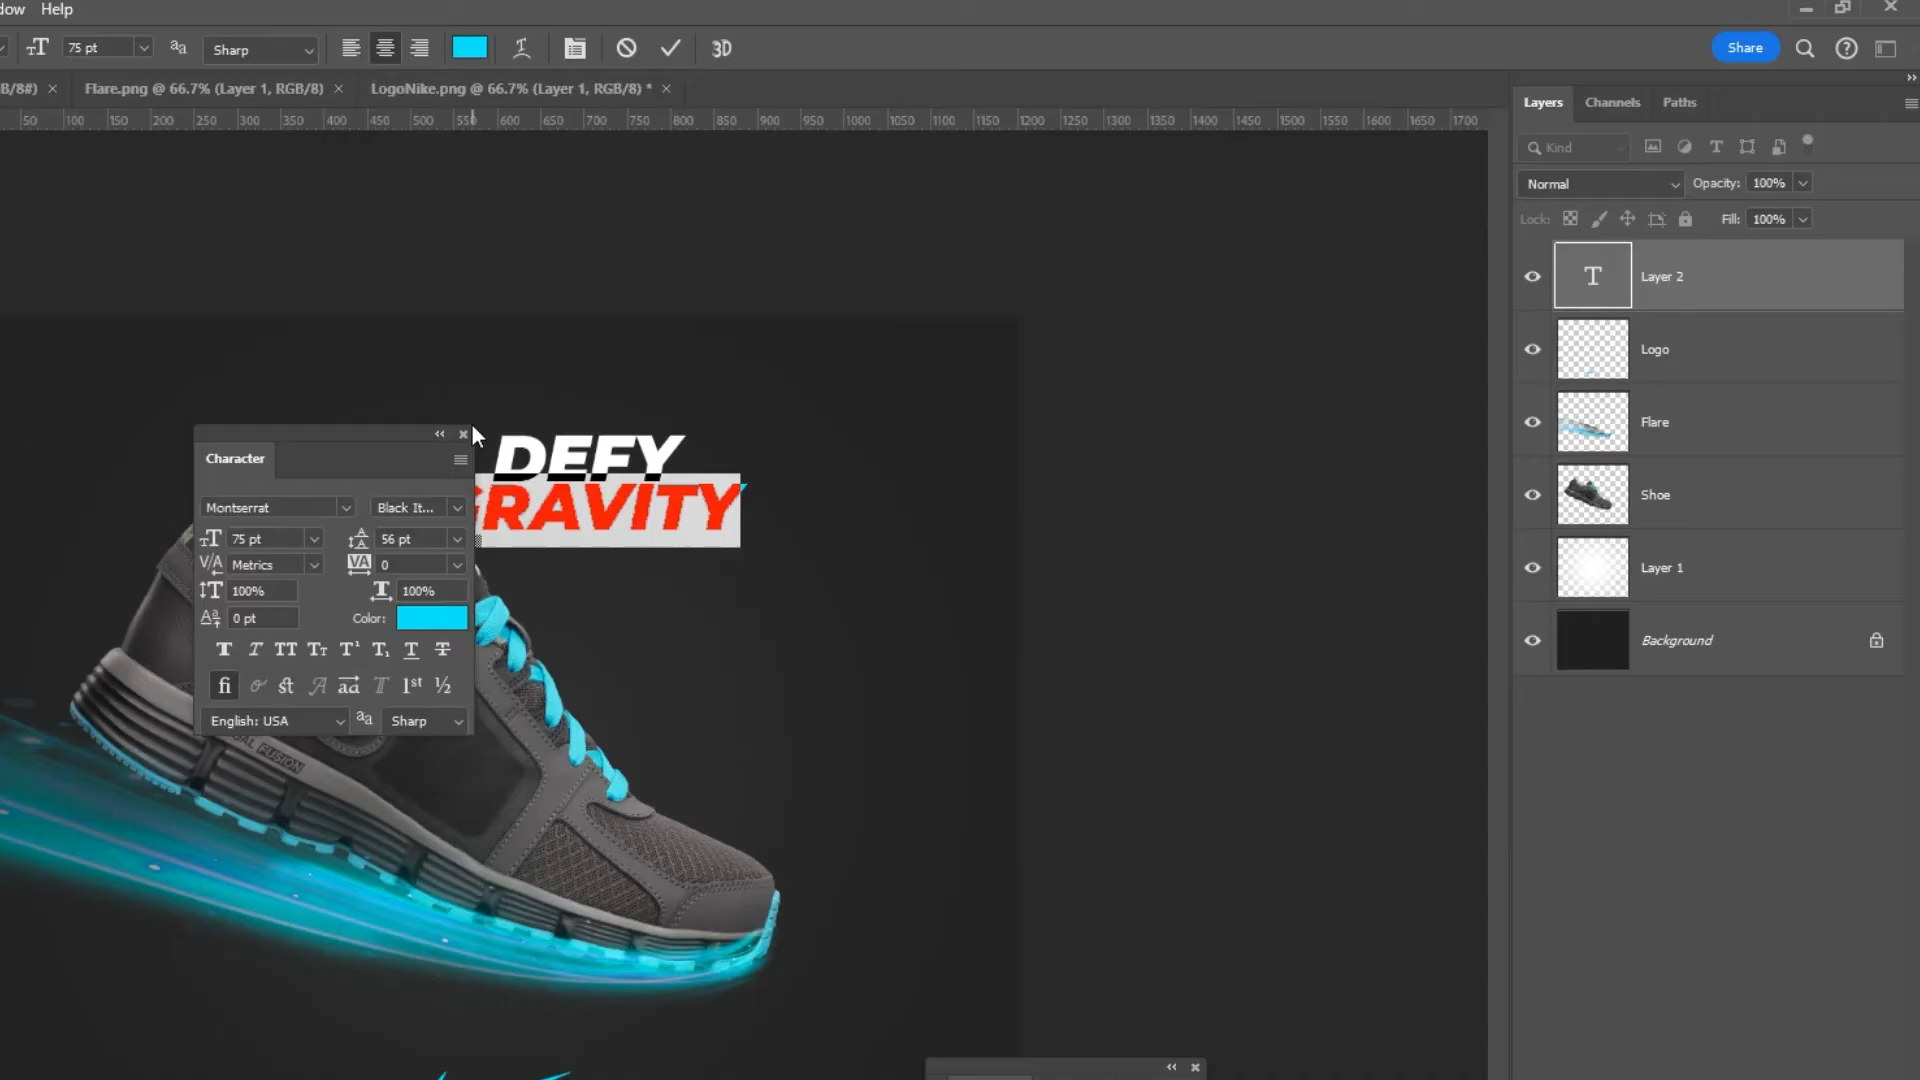 dow Help
75 pt Sharp 3D Share
B/8#) × Flare.png @ 66.7% (Layer 1, RGB/8) × LogoNike.png @ 66.7% (Layer 1, RGB/8) * ×
50 100 150 200 250 300 350 400 450 500 550 600 650 700 750 800 850 900 950 1000 1050 1100 1150 1200 1250 1300 1350 1400 1450 1500 1550 1600 1650 1700
Layers Channels Paths
Kind
Normal Opacity: 100%
Lock: Fill: 100%
Layer 2
Logo
Flare
Shoe
Layer 1
Background
DEFY
GRAVITY
Character
Montserrat Black It...
75 pt 56 pt
Metrics 0
100% 100%
0 pt Color:
English: USA Sharp
DUAL FUSION